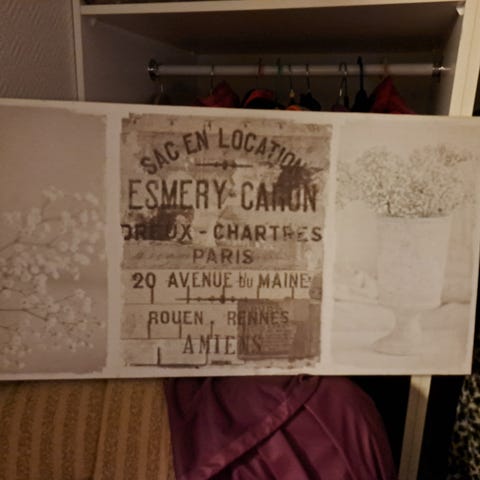 SAC EN LOCATION
ESMERY-CARON
DREUX - CHARTRES
PARIS
20 AVENUE DU MAINE
ROUEN, RENNES
AMIENS